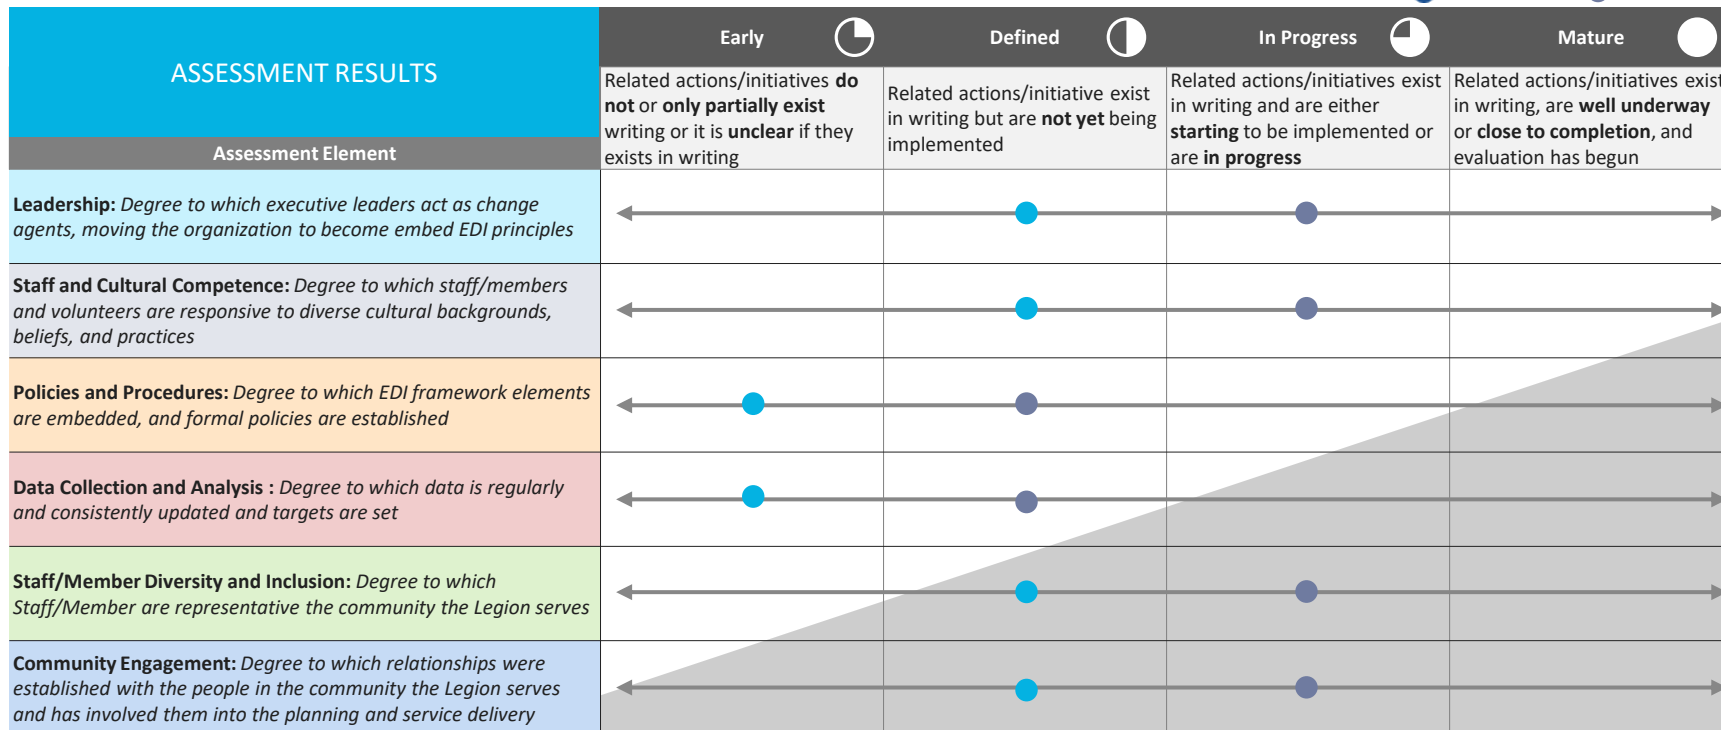 ASSESSMENT RESULTS
Assessment Element
Early
Defined
In Progress
Mature
Related actions/initiatives do
not or only partially exist
writing or it is unclear if they
exists in writing
Related actions/initiative exist
in writing but are not yet being
implemented
Related actions/initiatives exist
in writing and are either
starting to be implemented or
are in progress
Related actions/initiatives exist
in writing, are well underway
or close to completion, and
evaluation has begun
Leadership: Degree to which executive leaders act as change
agents, moving the organization to become embed EDI principles
Staff and Cultural Competence: Degree to which staff/members
and volunteers are responsive to diverse cultural backgrounds,
beliefs, and practices
Policies and Procedures: Degree to which EDI framework elements
are embedded, and formal policies are established
Data Collection and Analysis : Degree to which data is regularly
and consistently updated and targets are set
Staff/Member Diversity and Inclusion: Degree to which
Staff/Member are representative the community the Legion serves
Community Engagement: Degree to which relationships were
established with the people in the community the Legion serves
and has involved them into the planning and service delivery